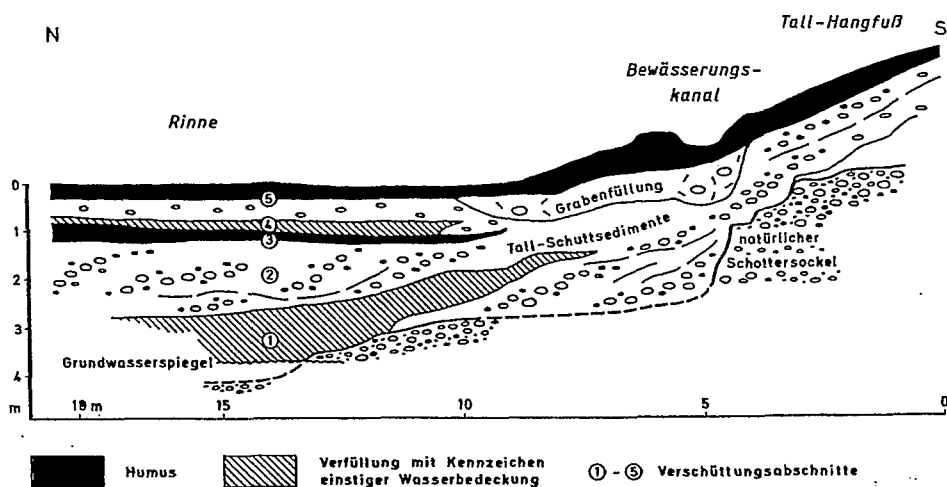 N
Tall-Hangfuß
S
Bewässerungs-
kanal
Rinne
0
⑤
Grabenfüllung
④
1
③
Tall-Schuttsedimente
natürlicher
Schottersockel
②
2
3
①
Grundwasserspiegel
4
m
19 m
15
10
5
0
Humus
Verfüllung mit Kennzeichen
einstiger Wasserbedeckung
① - ⑤ Verschüttungsabschnitte